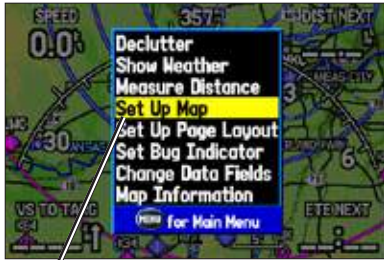 SPEED 357° DIST NEXT
0.0
Declutter
Show Weather
Measure Distance
Set Up Map
Set Up Page Layout
Set Bug Indicator
Change Data Fields
Map Information
MENU for Main Menu
30
3
6
VS TO TARG
ETE NEXT